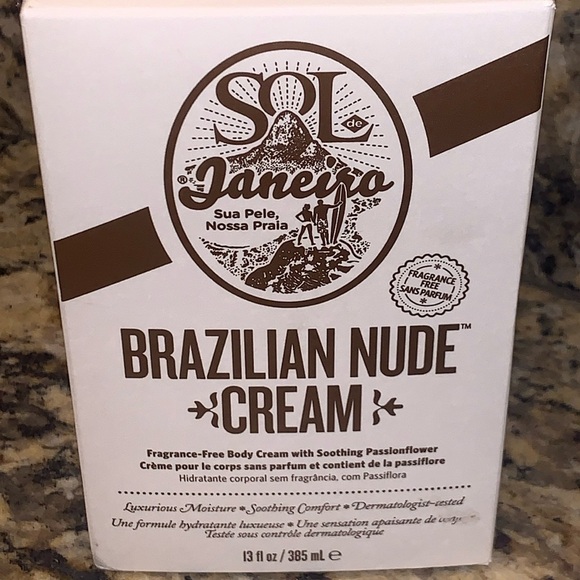 SOL
de
Janeiro
®
Sua Pele,
Nossa Praia
FRAGRANCE
FREE
SANS PARFUM
BRAZILIAN NUDE™
CREAM
Fragrance-Free Body Cream with Soothing Passionflower
Crème pour le corps sans parfum et contient de la passiflore
Hidratante corporal sem fragrância, com Passiflora
Luxurious Moisture * Soothing Comfort * Dermatologist-tested
Une formule hydratante luxueuse * Une sensation apaisante de
Testée sous contrôle dermatologique
13 fl oz / 385 mL ℮